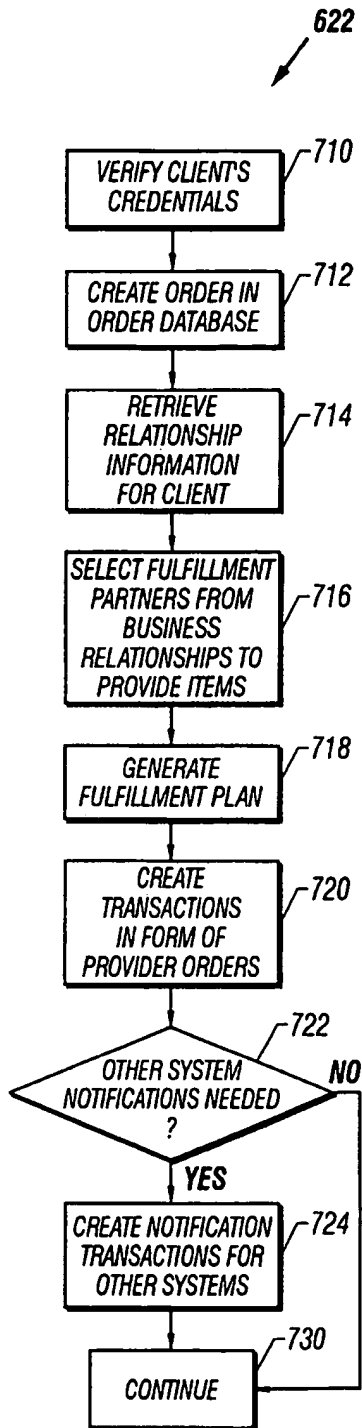 622
710
VERIFY CLIENT'S
CREDENTIALS
712
CREATE ORDER IN
ORDER DATABASE
714
RETRIEVE
RELATIONSHIP
INFORMATION
FOR CLIENT
716
SELECT FULFILLMENT
PARTNERS FROM
BUSINESS
RELATIONSHIPS TO
PROVIDE ITEMS
718
GENERATE
FULFILLMENT PLAN
720
CREATE
TRANSACTIONS
IN FORM OF
PROVIDER ORDERS
722
OTHER SYSTEM
NOTIFICATIONS NEEDED
?
NO
YES
724
CREATE NOTIFICATION
TRANSACTIONS FOR
OTHER SYSTEMS
730
CONTINUE